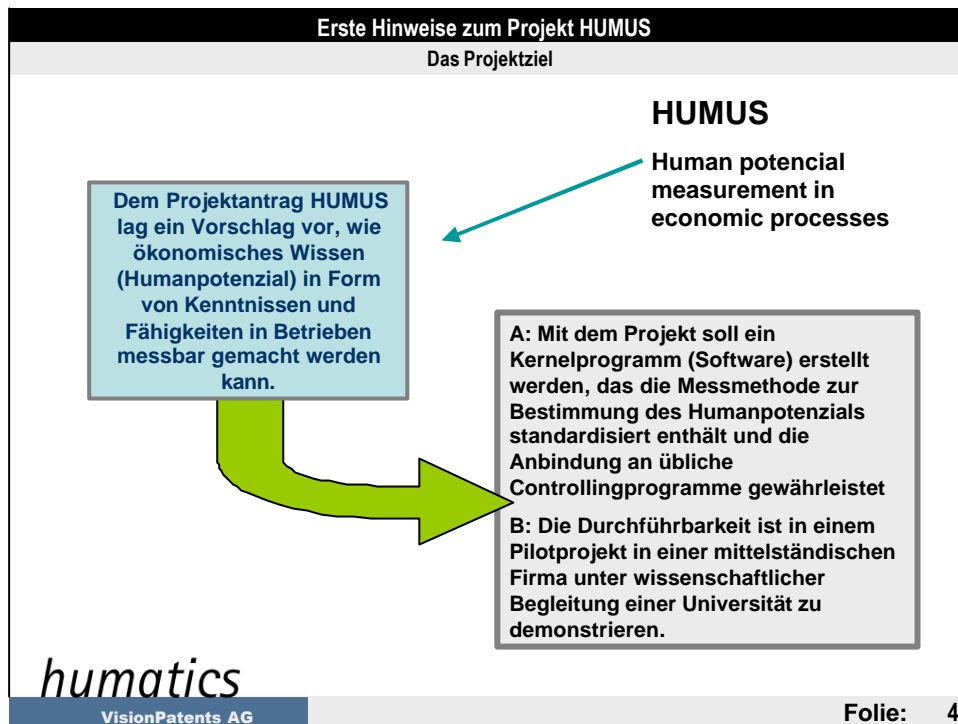 Erste Hinweise zum Projekt HUMUS
Das Projektziel
HUMUS
Human potencial
measurement in
economic processes
Dem Projektantrag HUMUS
lag ein Vorschlag vor, wie
ökonomisches Wissen
(Humanpotenzial) in Form
von Kenntnissen und
Fähigkeiten in Betrieben
messbar gemacht werden
kann.
A: Mit dem Projekt soll ein
Kernelprogramm (Software) erstellt
werden, das die Messmethode zur
Bestimmung des Humanpotenzials
standardisiert enthält und die
Anbindung an übliche
Controllingprogramme gewährleistet
B: Die Durchführbarkeit ist in einem
Pilotprojekt in einer mittelständischen
Firma unter wissenschaftlicher
Begleitung einer Universität zu
demonstrieren.
humatics
VisionPatents AG
Folie: 4